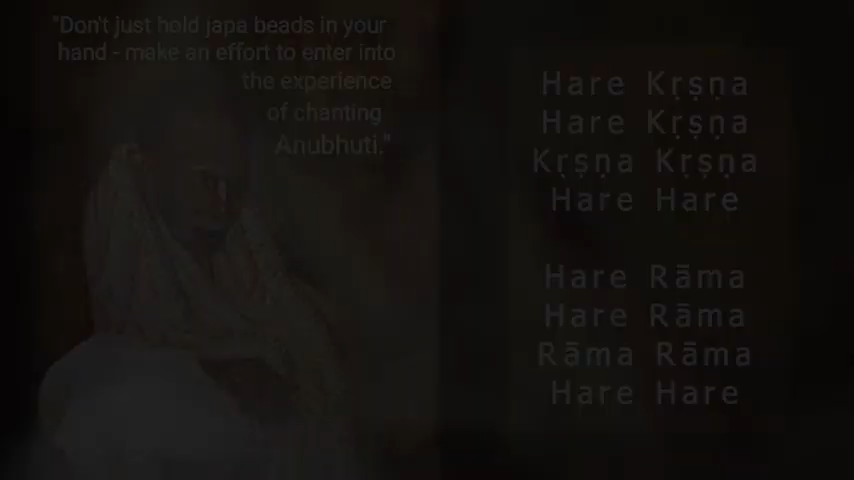 "Don't just hold japa beads in your
hand - make an effort to enter into
the experience
of chanting
Anubhuti."
Hare Kṛṣṇa
Hare Kṛṣṇa
Kṛṣṇa Kṛṣṇa
Hare Hare
Hare Rāma
Hare Rāma
Rāma Rāma
Hare Hare